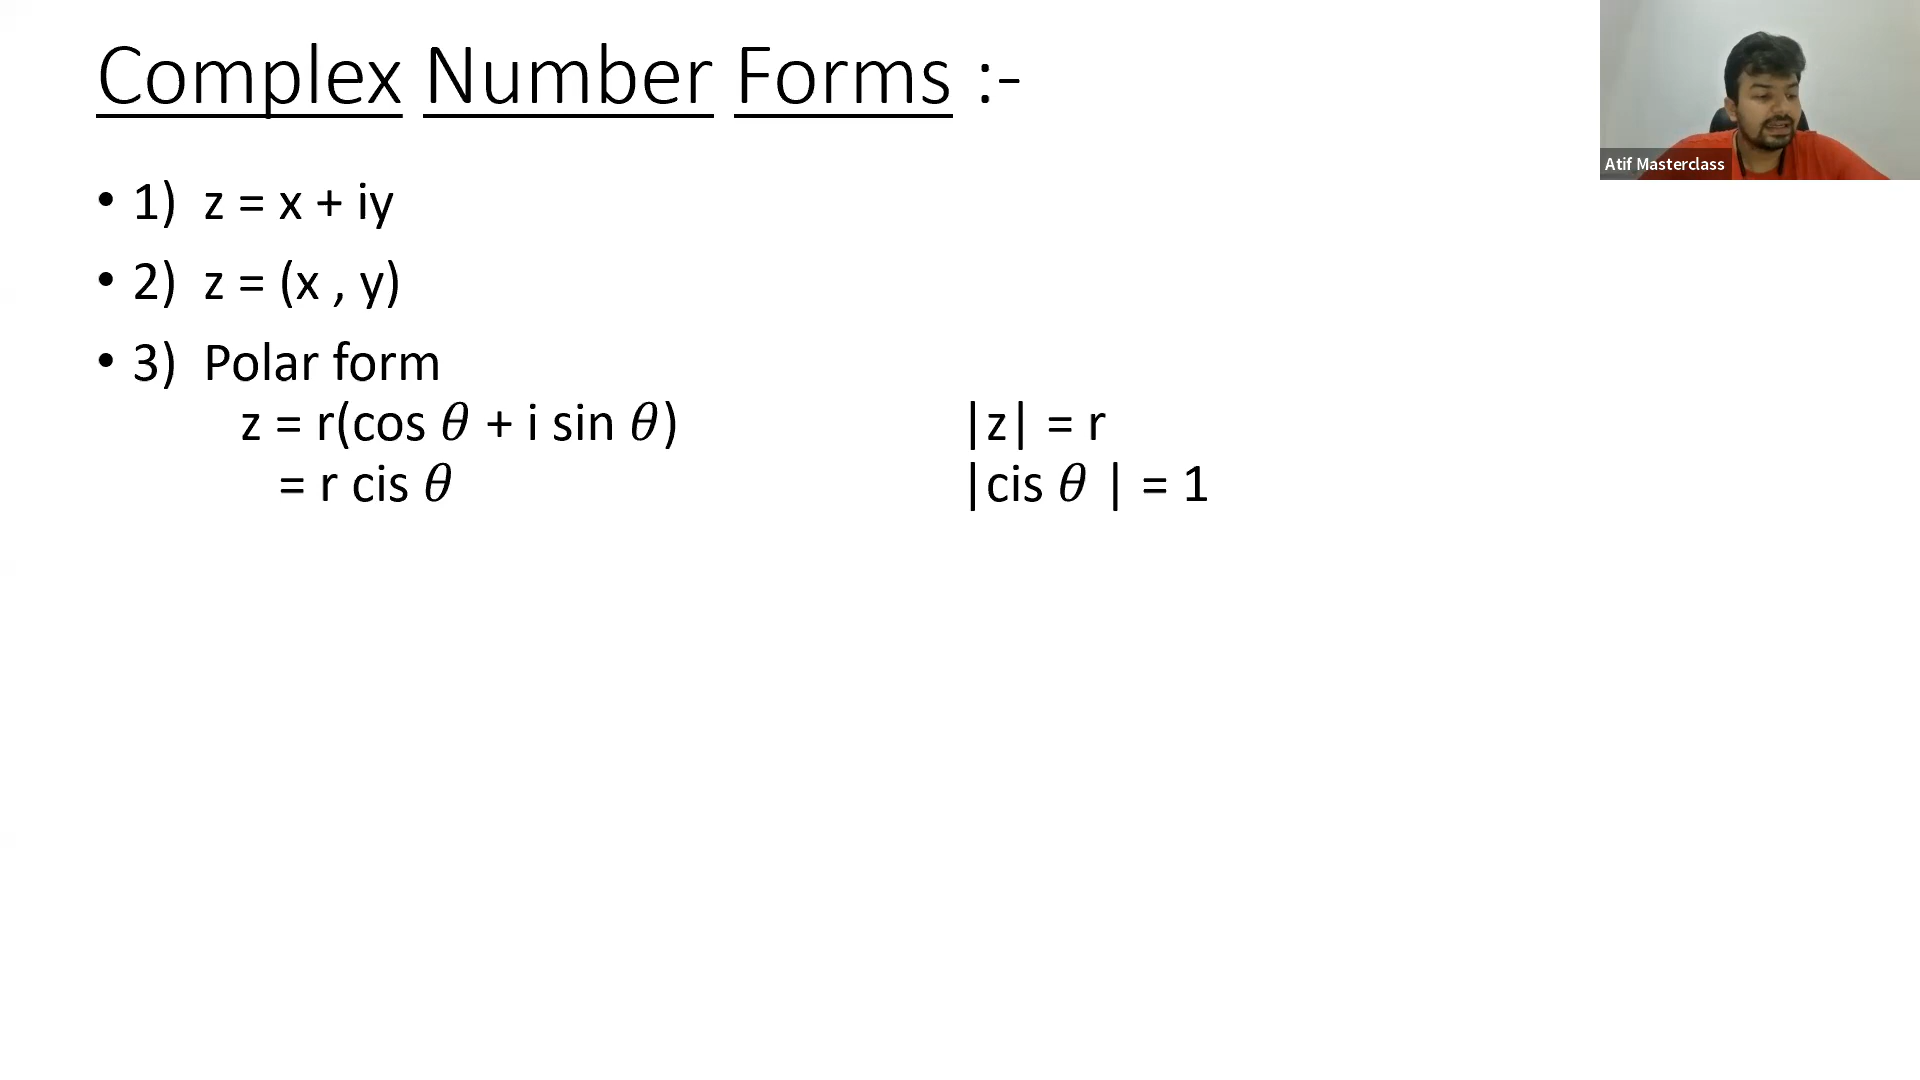 Complex Number Forms :-
Atif Masterclass
• 1) z = x + iy
• 2) z = (x , y)
• 3) Polar form
z = r(cos 𝜃 + i sin 𝜃) |z| = r
= r cis 𝜃 |cis 𝜃 | = 1